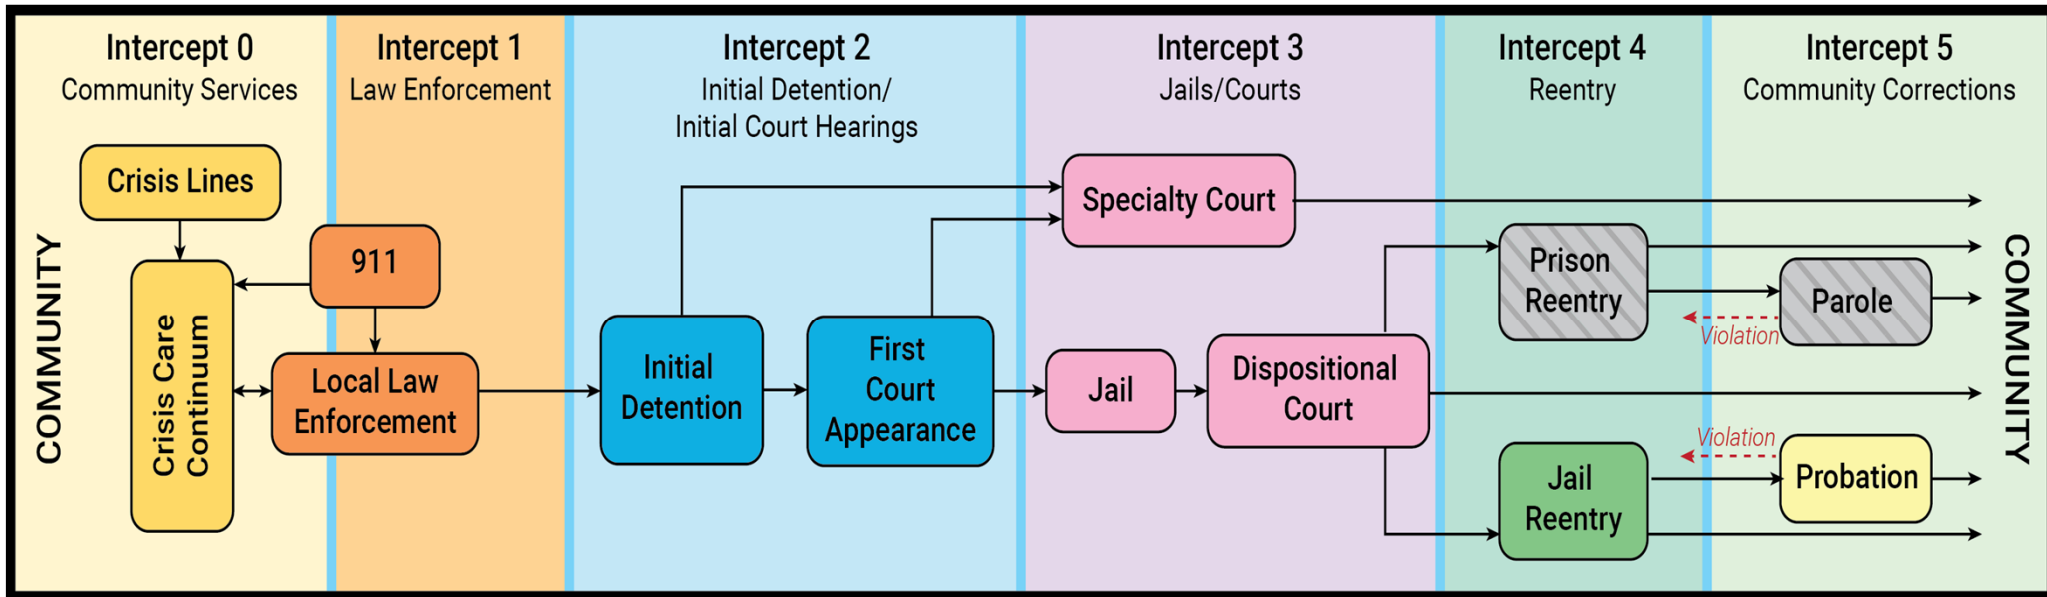 Intercept 0
Community Services
Intercept 1
Law Enforcement
Intercept 2
Initial Detention/
Initial Court Hearings
Intercept 3
Jails/Courts
Intercept 4
Reentry
Intercept 5
Community Corrections
COMMUNITY
Crisis Lines
Crisis Care
Continuum
911
Local Law
Enforcement
Initial
Detention
First
Court
Appearance
Specialty Court
Jail
Dispositional
Court
Prison
Reentry
Parole
Violation
Jail
Reentry
Violation
Probation
COMMUNITY